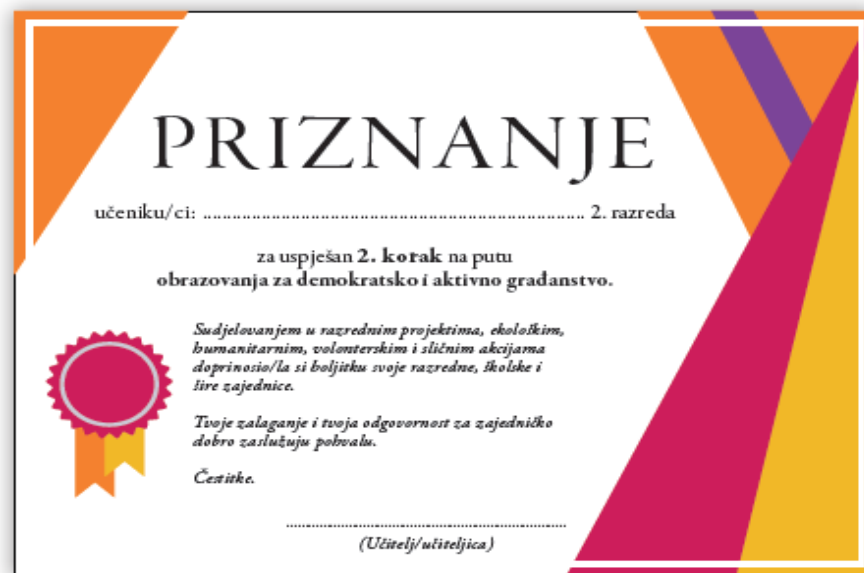 PRIZNANJE
učeniku/ci: .................................................................................. 2. razreda
za uspješan 2. korak na putu
obrazovanja za demokratsko i aktivno građanstvo.
Sudjelovanjem u razrednim projektima, ekološkim,
humanitarnim, volonterskim i sličnim akcijama
doprinosio/la si boljitku svoje razredne, školske i
šire zajednice.
Tvoje zalaganje i tvoja odgovornost za zajedničko
dobro zaslužuju pohvalu.
Čestitke.
..................................................................................
(Učitelj/učiteljica)